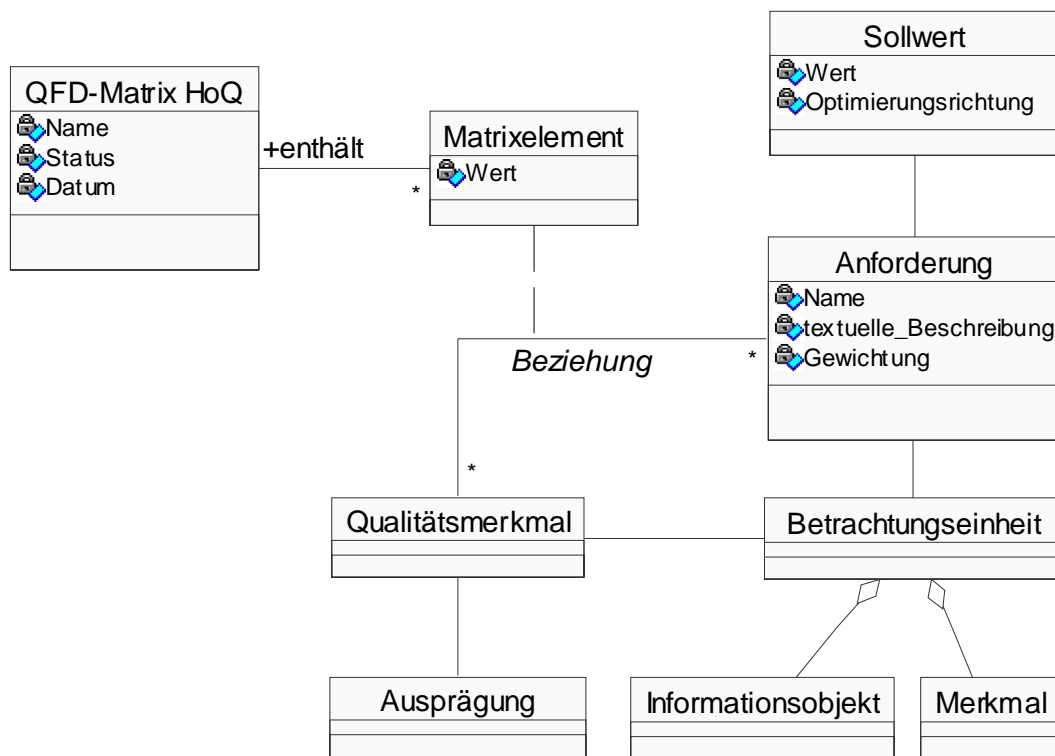 QFD-Matrix HoQ
Name
Status
Datum
+enthält
*
Matrixelement
Wert
Sollwert
Wert
Optimierungsrichtung
Anforderung
Name
textuelle_Beschreibung
Gewichtung
Beziehung
*
*
Qualitätsmerkmal
Betrachtungseinheit
Ausprägung
Informationsobjekt
Merkmal